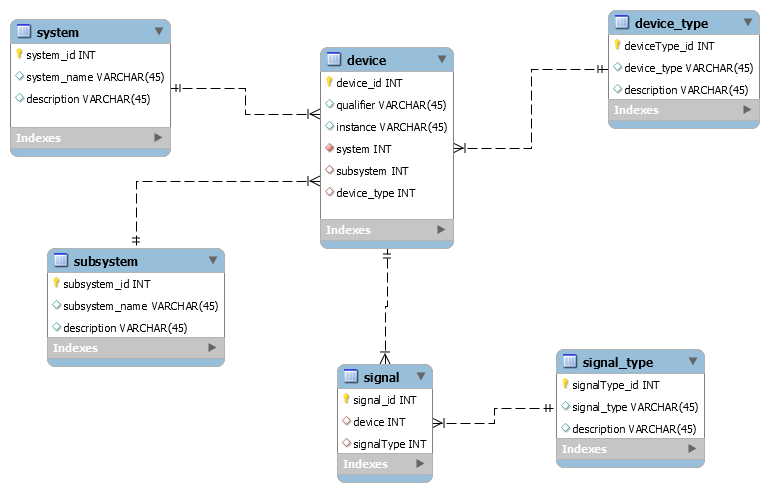 system
system_id INT
system_name VARCHAR(45)
description VARCHAR(45)
Indexes
device
device_id INT
qualifier VARCHAR(45)
instance VARCHAR(45)
system INT
subsystem INT
device_type INT
Indexes
device_type
deviceType_id INT
device_type VARCHAR(45)
description VARCHAR(45)
Indexes
subsystem
subsystem_id INT
subsystem_name VARCHAR(45)
description VARCHAR(45)
Indexes
signal
signal_id INT
device INT
signalType INT
Indexes
signal_type
signalType_id INT
signal_type VARCHAR(45)
description VARCHAR(45)
Indexes